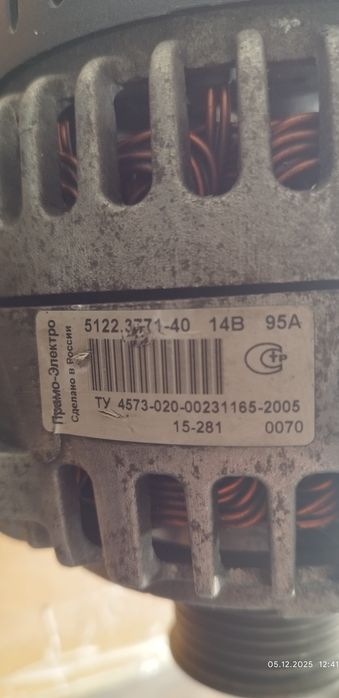 Прамо-Электро
Сделано в России
5122.3771-40 14В 95А
ТУ 4573-020-00231165-2005
15-281 0070
05.12.2025 12:41